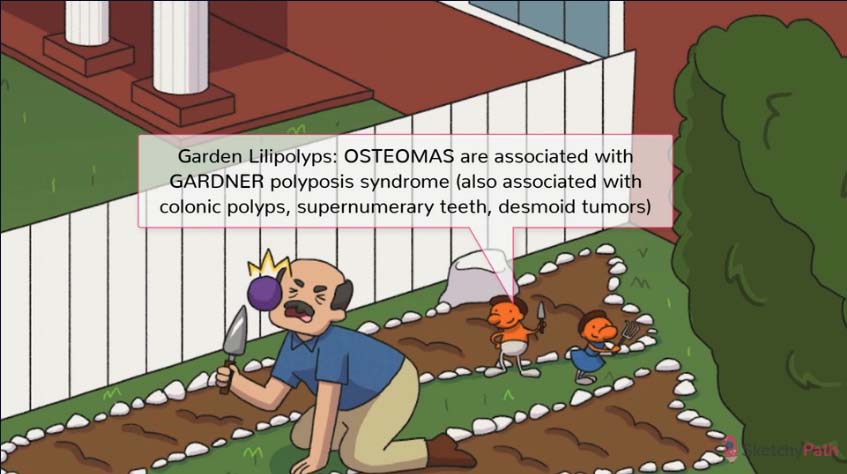 Garden Lilipolyps: OSTEOMAS are associated with
GARDNER polyposis syndrome (also associated with
colonic polyps, supernumerary teeth, desmoid tumors)
SketchyPath